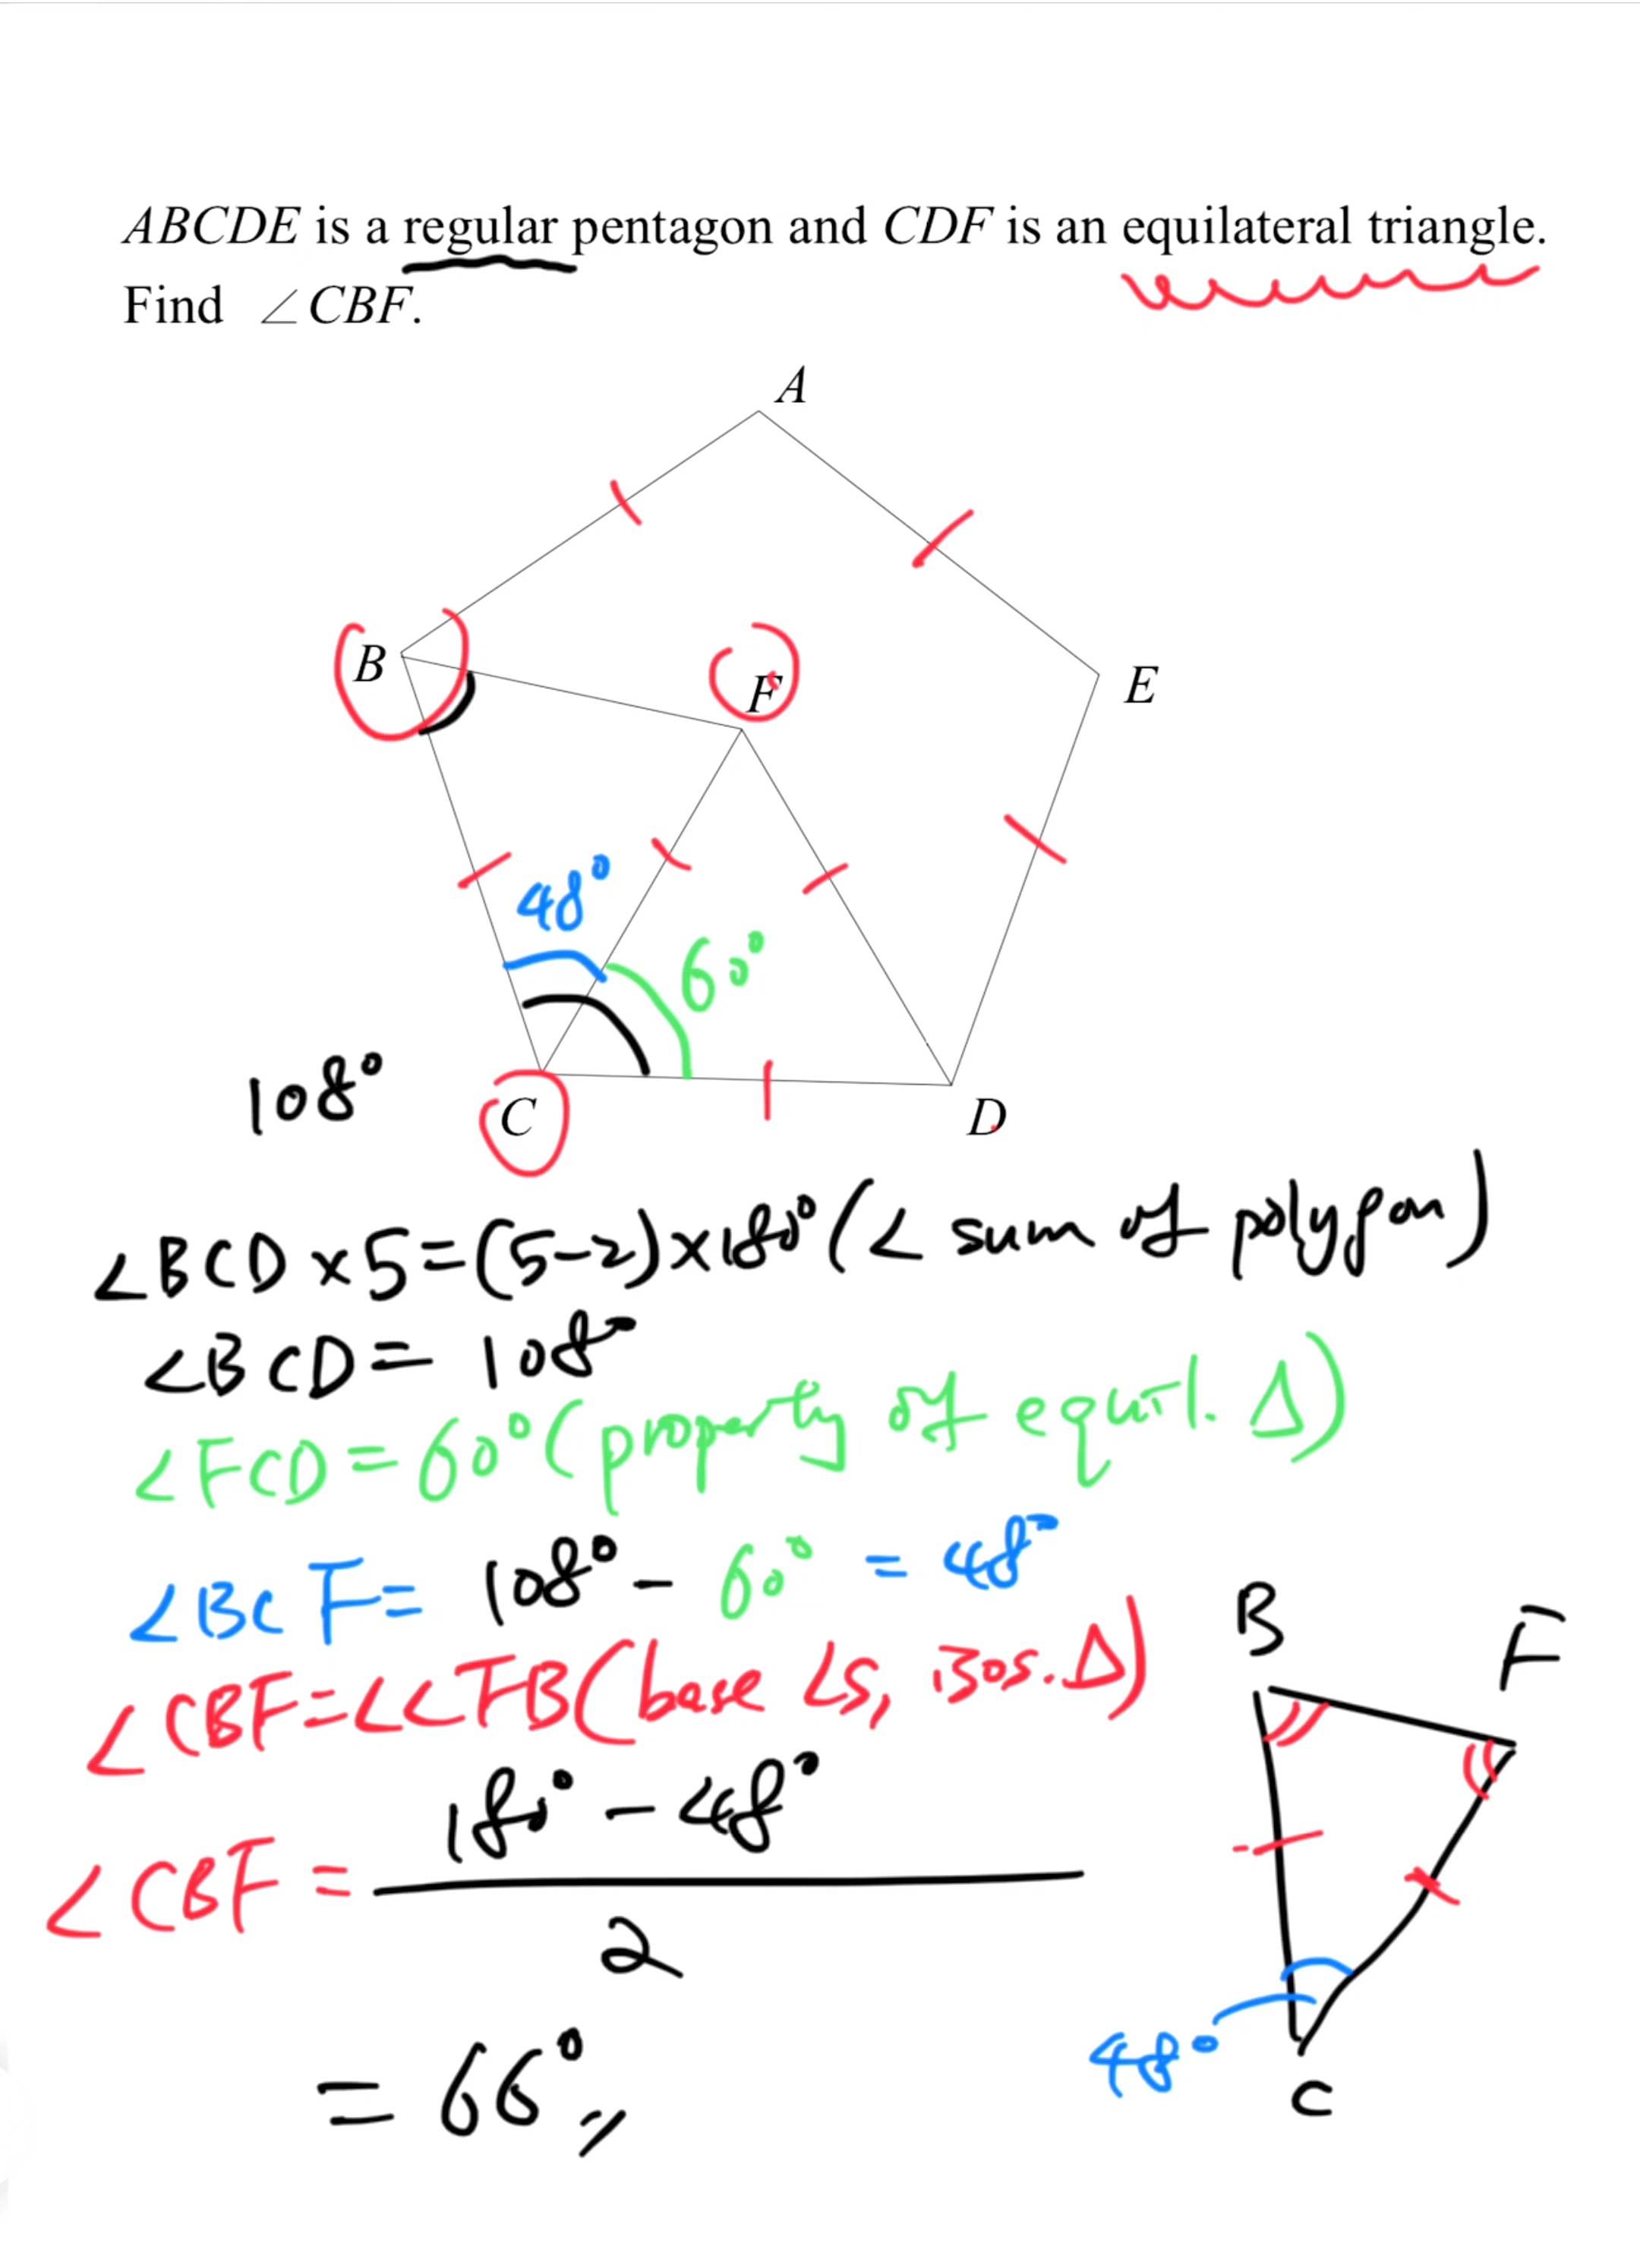 ABCDE is a regular pentagon and CDF is an equilateral triangle.
Find ∠CBF.
A
B
F
E
48°
60°
108°
C
D
∠BCD×5=(5-2)×180°(∠ sum of polygon)
∠BCD=108°
∠FCD=60°(property of equil. Δ)
∠BCF=108°-60°=48°
∠CBF=∠CFB(base ∠s, isos. Δ)
B
F
∠CBF=
180°-48°
2
48°
C
=66°